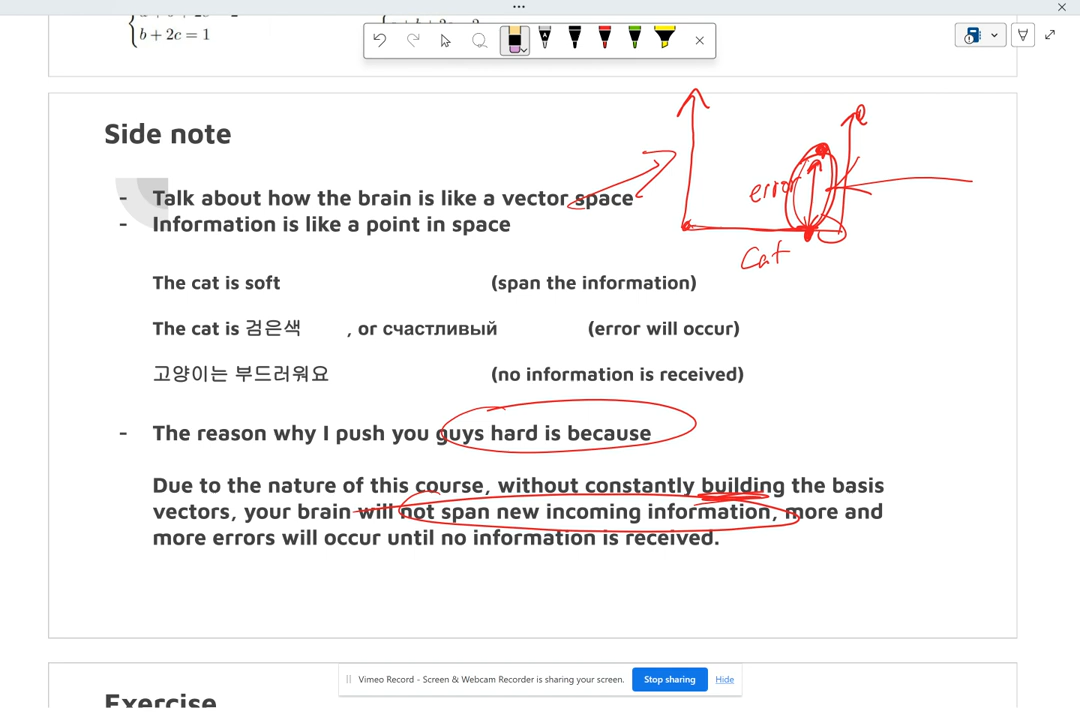 b + 2c = 1
Side note
- Talk about how the brain is like a vector space
- Information is like a point in space
error
e
Cat
The cat is soft (span the information)
The cat is 검은색 , or счастливый (error will occur)
고양이는 부드러워요 (no information is received)
- The reason why I push you guys hard is because
Due to the nature of this course, without constantly building the basis
vectors, your brain will not span new incoming information, more and
more errors will occur until no information is received.
Vimeo Record - Screen & Webcam Recorder is sharing your screen. Stop sharing Hide
Exercise